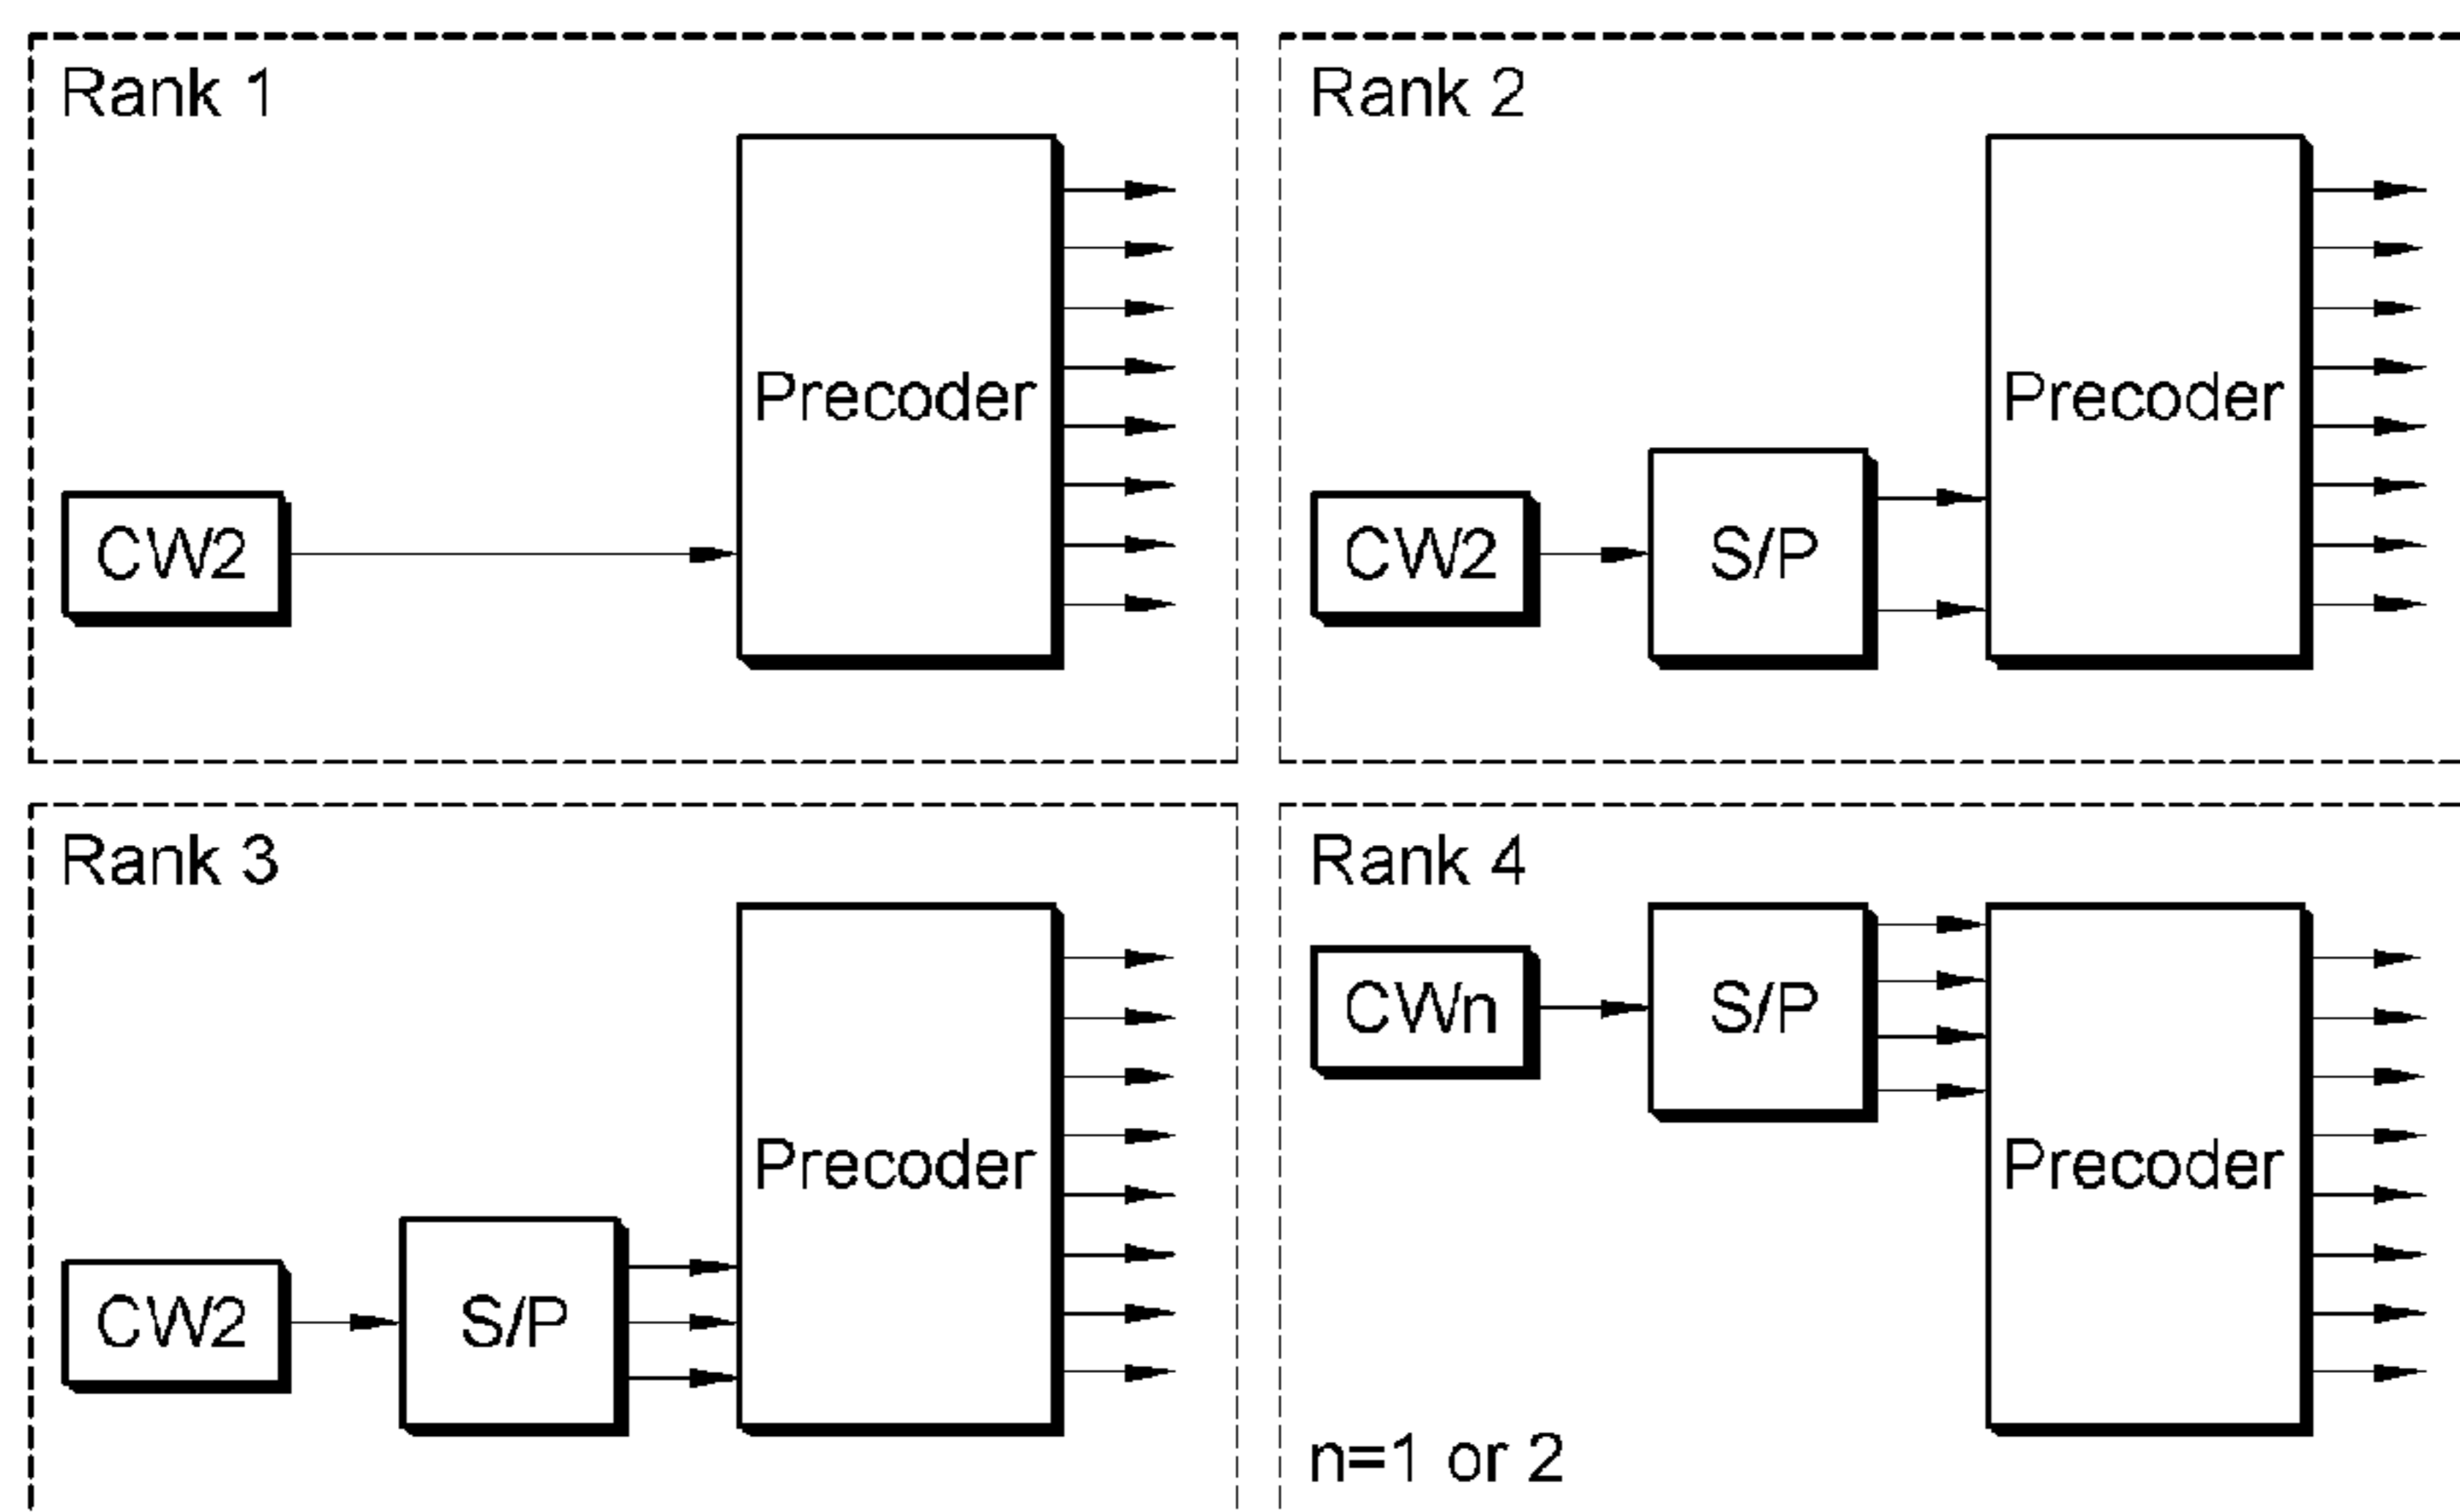 Rank 1
Precoder
CW2
Rank 2
Precoder
CW2
S/P
Rank 3
Precoder
CW2
S/P
Rank 4
CWn
S/P
Precoder
n=1 or 2